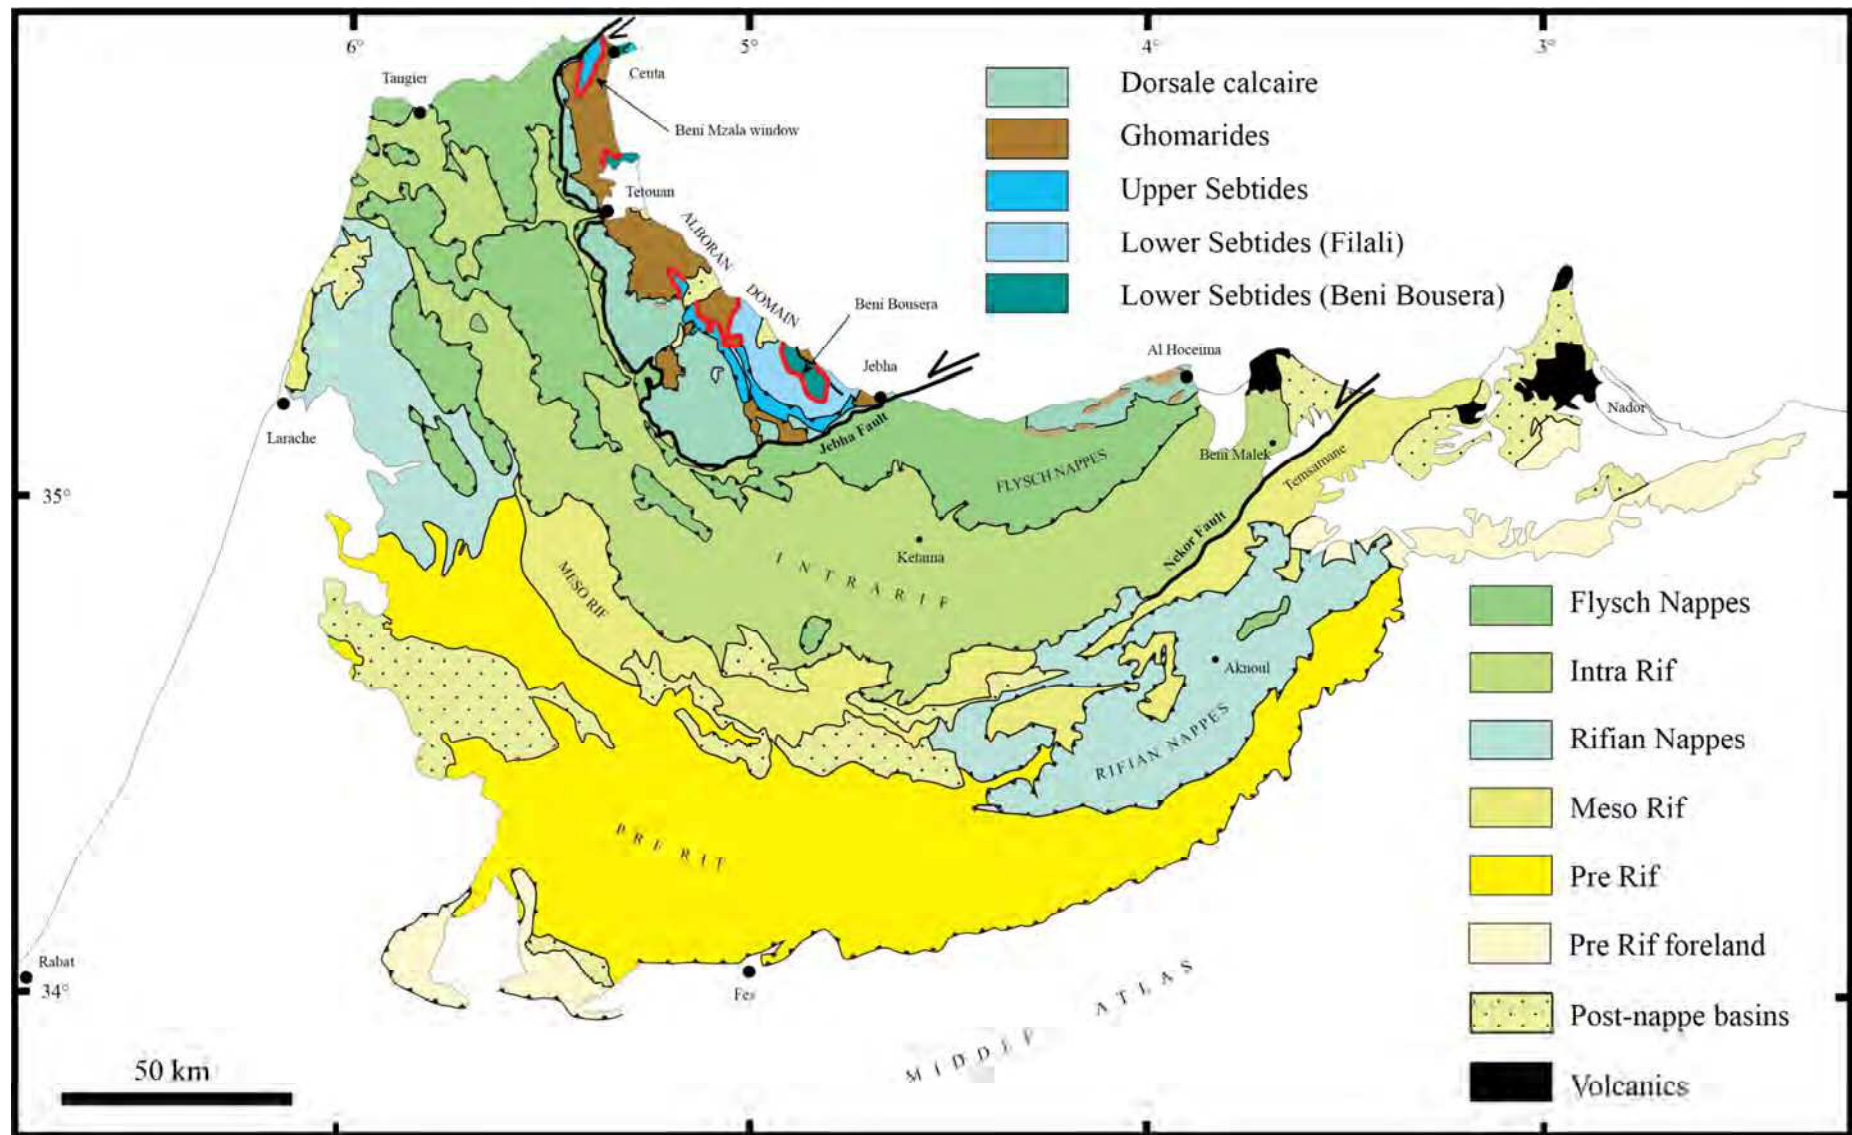 6°
5°
4°
3°
Tangier
Ceuta
Beni Mzala window
Tetouan
ALBORAN
DOMAIN
Beni Bousera
Jebha
Jebha Fault
Al Hoceima
Nador
Larache
Beni Malek
Temsamane
FLYSCH NAPPES
35°
Nekor Fault
Ketama
INTRARIF
MESO RIF
Aknoul
RIFIAN NAPPES
PRE RIF
Rabat
34°
Fes
MIDDLE ATLAS
50 km
Dorsale calcaire
Ghomarides
Upper Sebtides
Lower Sebtides (Filali)
Lower Sebtides (Beni Bousera)
Flysch Nappes
Intra Rif
Rifian Nappes
Meso Rif
Pre Rif
Pre Rif foreland
Post-nappe basins
Volcanics